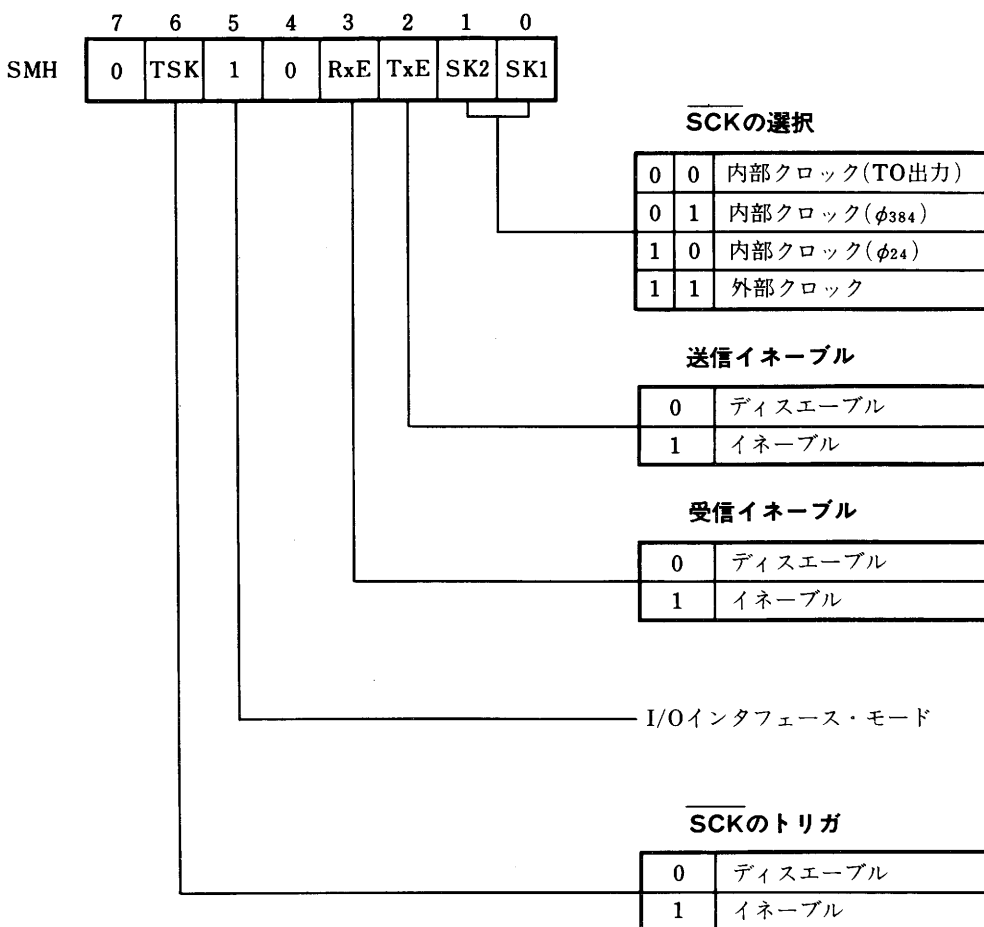 7 6 5 4 3 2 1 0
SMH 0 TSK 1 0 RxE TxE SK2 SK1
SCKの選択
0 0 内部クロック(TO出力)
0 1 内部クロック(φ384)
1 0 内部クロック(φ24)
1 1 外部クロック
送信イネーブル
0 ディスエーブル
1 イネーブル
受信イネーブル
0 ディスエーブル
1 イネーブル
I/Oインタフェース・モード
SCKのトリガ
0 ディスエーブル
1 イネーブル